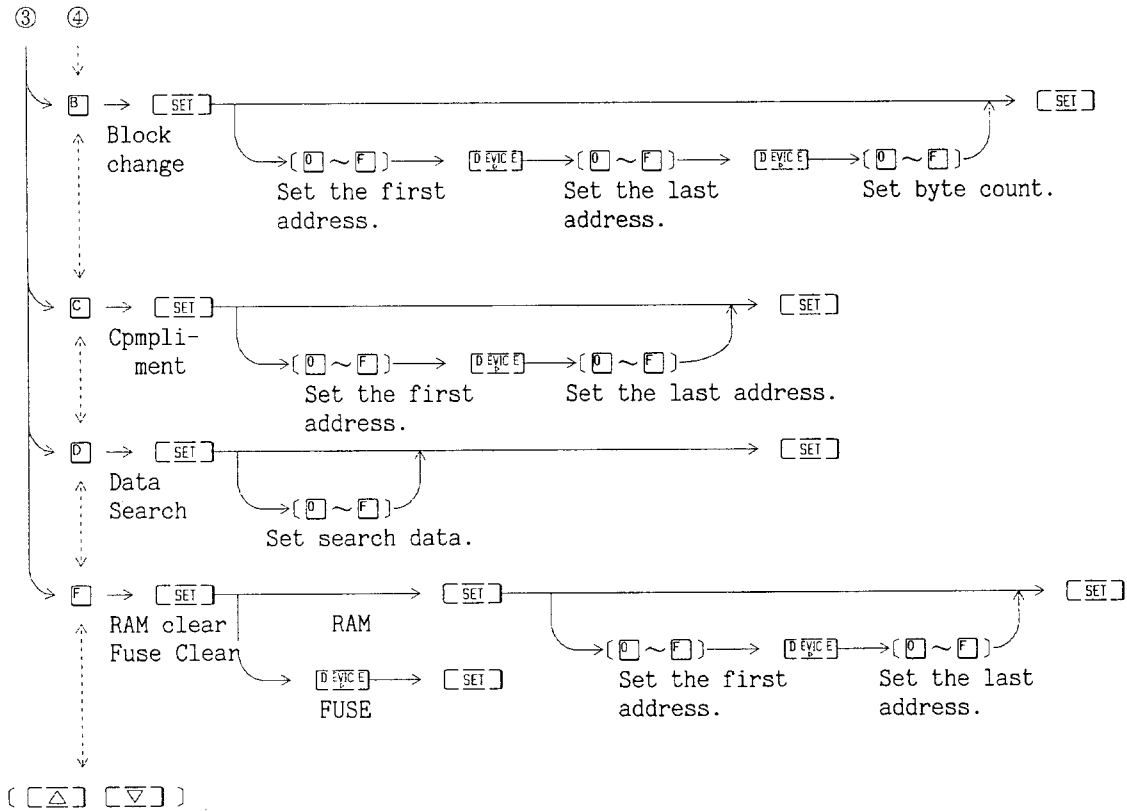 ③ ④
B → [SET] → [SET]
Block
change
( 0 ~ F ) → DEVICE → ( 0 ~ F ) → DEVICE → ( 0 ~ F )
Set the first
address.
Set the last
address.
Set byte count.
C → [SET] → [SET]
Cpmpli-
ment
( 0 ~ F ) → DEVICE → ( 0 ~ F )
Set the first
address.
Set the last address.
D → [SET] → [SET]
Data
Search
( 0 ~ F )
Set search data.
F → [SET] → [SET] → [SET]
RAM clear
Fuse Clear
RAM
( 0 ~ F ) → DEVICE → ( 0 ~ F )
Set the first
address.
Set the last
address.
→ DEVICE → [SET]
FUSE
( [△] [▽] )